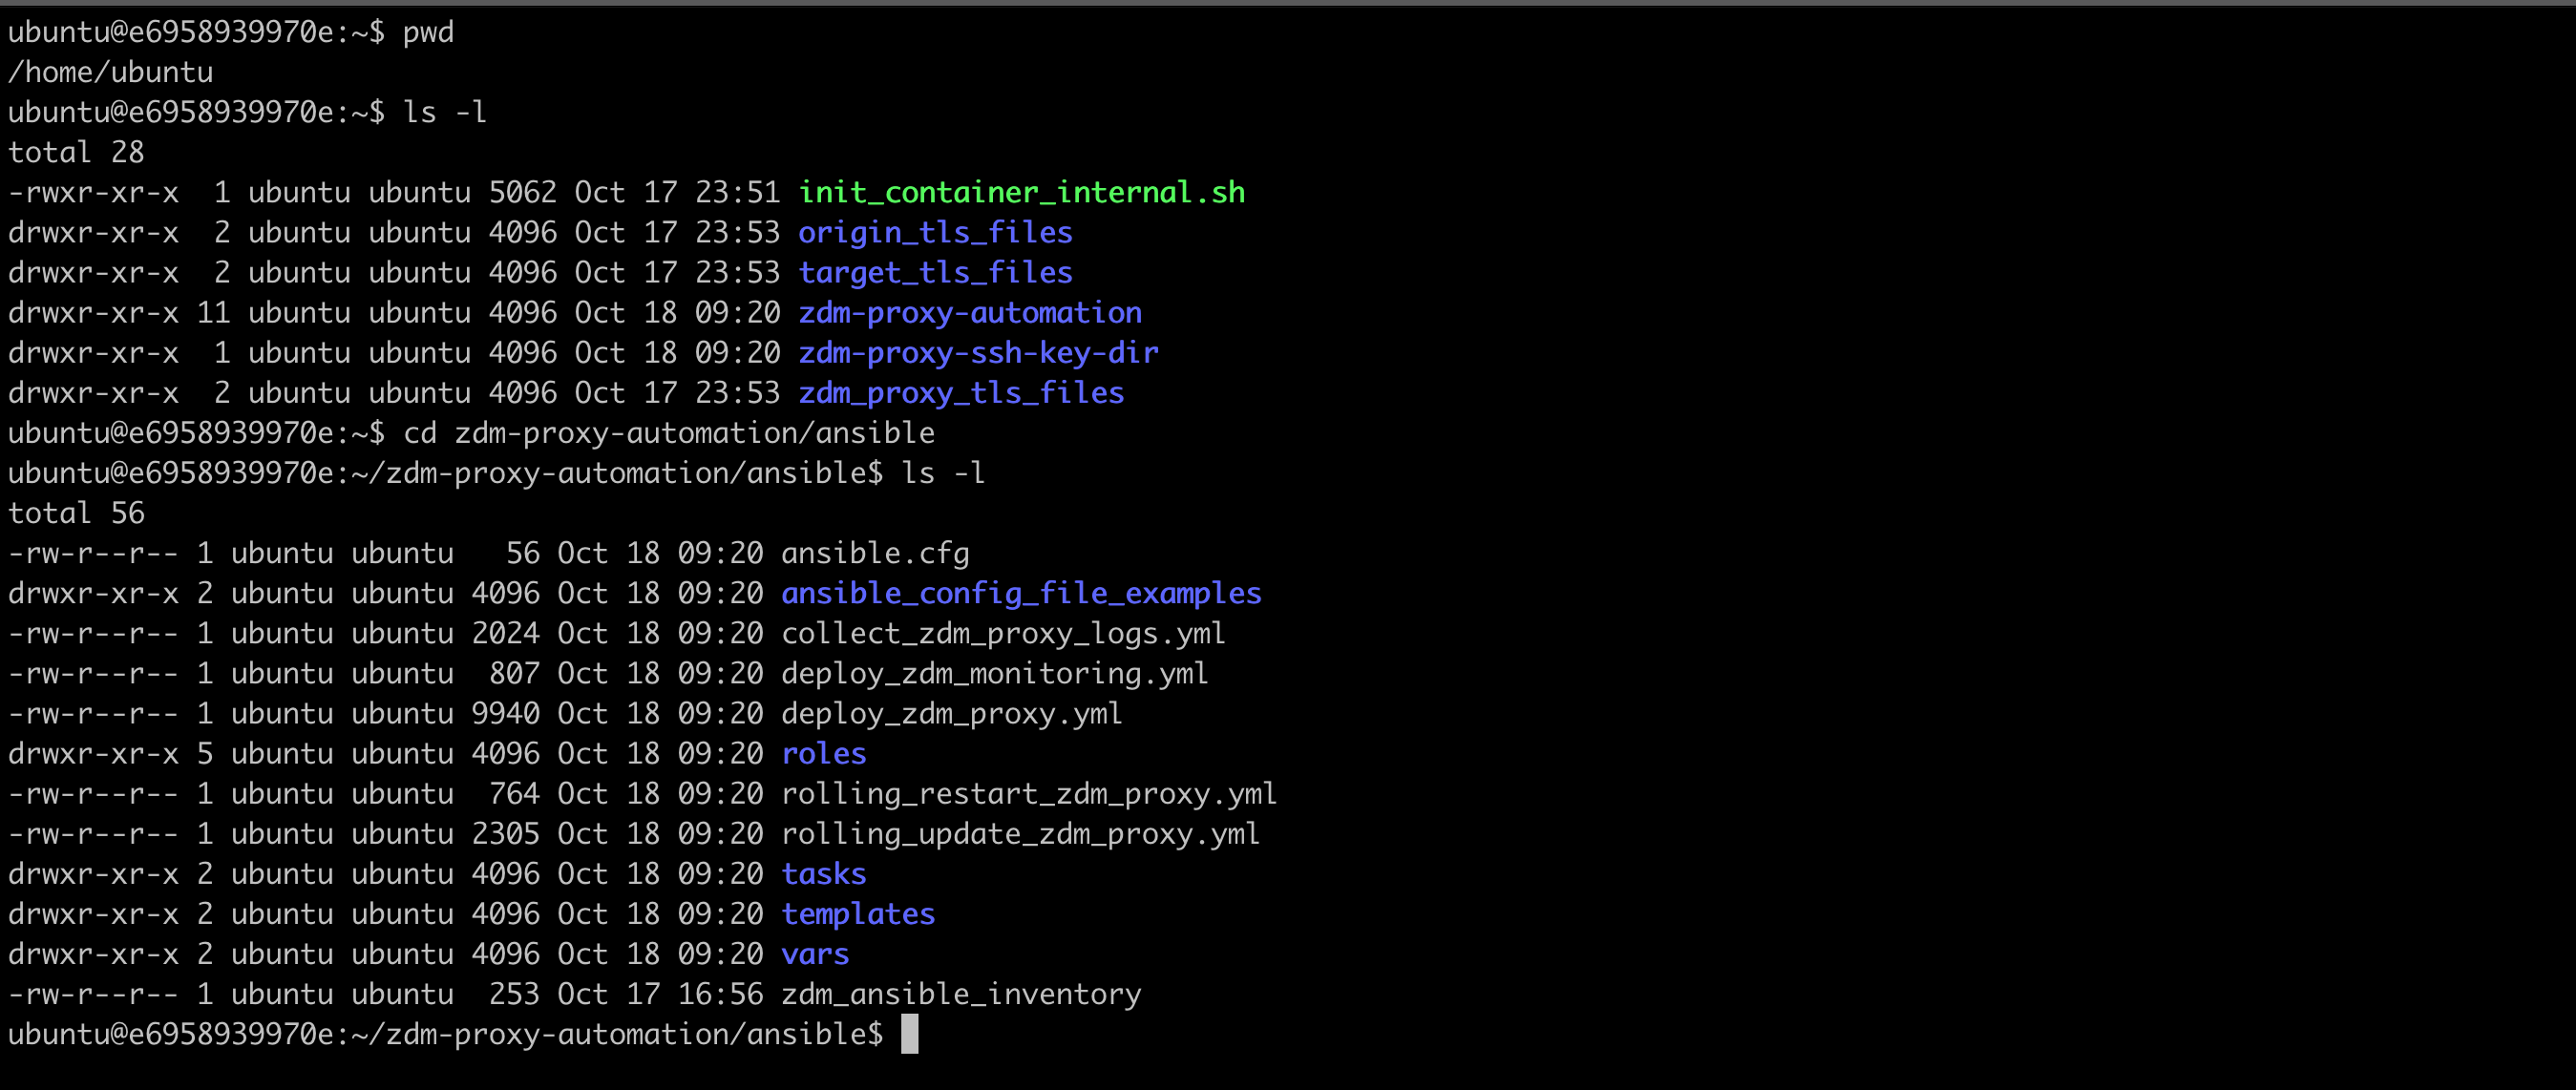 ubuntu@e6958939970e:~$ pwd
/home/ubuntu
ubuntu@e6958939970e:~$ ls -l
total 28
-rwxr-xr-x  1 ubuntu ubuntu 5062 Oct 17 23:51 init_container_internal.sh
drwxr-xr-x  2 ubuntu ubuntu 4096 Oct 17 23:53 origin_tls_files
drwxr-xr-x  2 ubuntu ubuntu 4096 Oct 17 23:53 target_tls_files
drwxr-xr-x 11 ubuntu ubuntu 4096 Oct 18 09:20 zdm-proxy-automation
drwxr-xr-x  1 ubuntu ubuntu 4096 Oct 18 09:20 zdm-proxy-ssh-key-dir
drwxr-xr-x  2 ubuntu ubuntu 4096 Oct 17 23:53 zdm_proxy_tls_files
ubuntu@e6958939970e:~$ cd zdm-proxy-automation/ansible
ubuntu@e6958939970e:~/zdm-proxy-automation/ansible$ ls -l
total 56
-rw-r--r-- 1 ubuntu ubuntu   56 Oct 18 09:20 ansible.cfg
drwxr-xr-x 2 ubuntu ubuntu 4096 Oct 18 09:20 ansible_config_file_examples
-rw-r--r-- 1 ubuntu ubuntu 2024 Oct 18 09:20 collect_zdm_proxy_logs.yml
-rw-r--r-- 1 ubuntu ubuntu  807 Oct 18 09:20 deploy_zdm_monitoring.yml
-rw-r--r-- 1 ubuntu ubuntu 9940 Oct 18 09:20 deploy_zdm_proxy.yml
drwxr-xr-x 5 ubuntu ubuntu 4096 Oct 18 09:20 roles
-rw-r--r-- 1 ubuntu ubuntu  764 Oct 18 09:20 rolling_restart_zdm_proxy.yml
-rw-r--r-- 1 ubuntu ubuntu 2305 Oct 18 09:20 rolling_update_zdm_proxy.yml
drwxr-xr-x 2 ubuntu ubuntu 4096 Oct 18 09:20 tasks
drwxr-xr-x 2 ubuntu ubuntu 4096 Oct 18 09:20 templates
drwxr-xr-x 2 ubuntu ubuntu 4096 Oct 18 09:20 vars
-rw-r--r-- 1 ubuntu ubuntu  253 Oct 17 16:56 zdm_ansible_inventory
ubuntu@e6958939970e:~/zdm-proxy-automation/ansible$